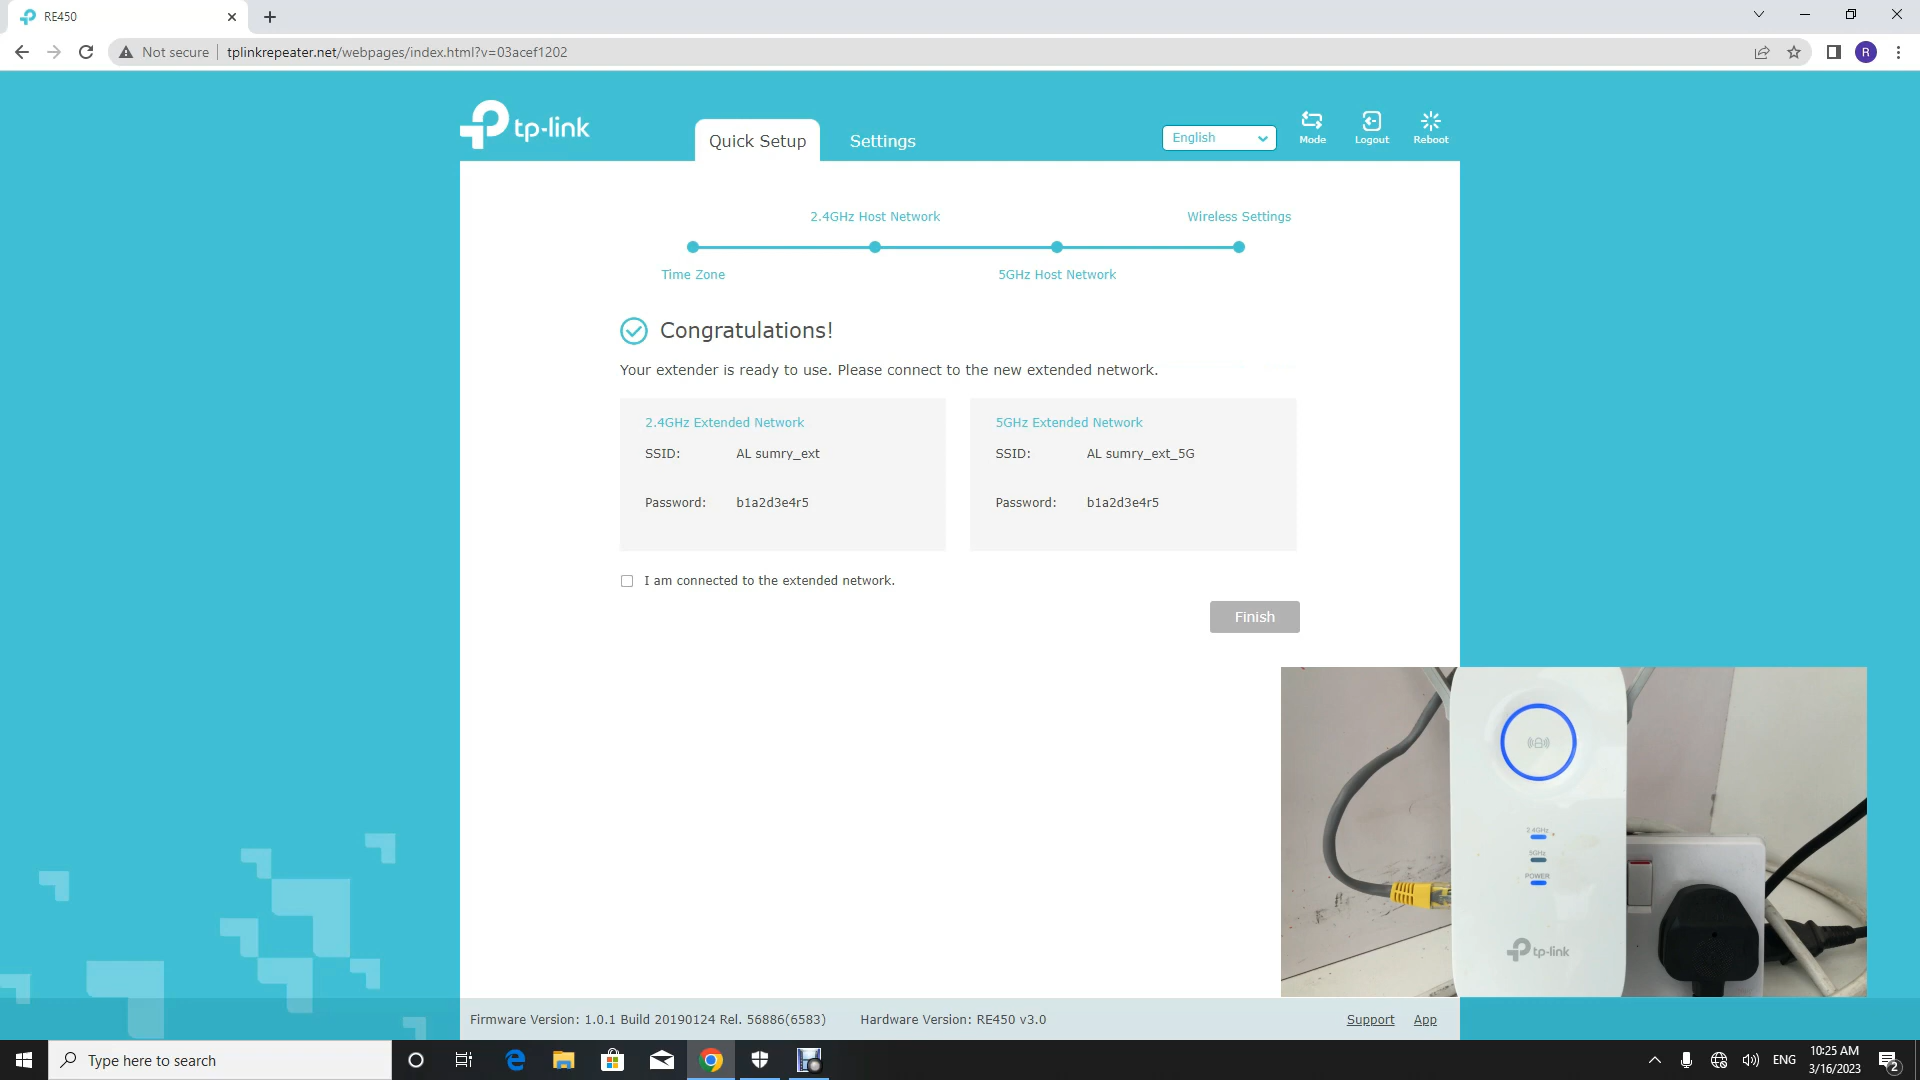 RE450
Not secure
tplinkrepeater.net/webpages/index.html?v=03acef1202
R
tp-link
Quick Setup
Settings
English
Mode
Logout
Reboot
2.4GHz Host Network
Wireless Settings
Time Zone
5GHz Host Network
Congratulations!
Your extender is ready to use. Please connect to the new extended network.
2.4GHz Extended Network
SSID: AL sumry_ext
Password: b1a2d3e4r5
5GHz Extended Network
SSID: AL sumry_ext_5G
Password: b1a2d3e4r5
I am connected to the extended network.
Finish
2.4GHz
5GHz
POWER
tp-link
Firmware Version: 1.0.1 Build 20190124 Rel. 56886(6583)
Hardware Version: RE450 v3.0
Support
App
Type here to search
ENG
10:25 AM
3/16/2023
2